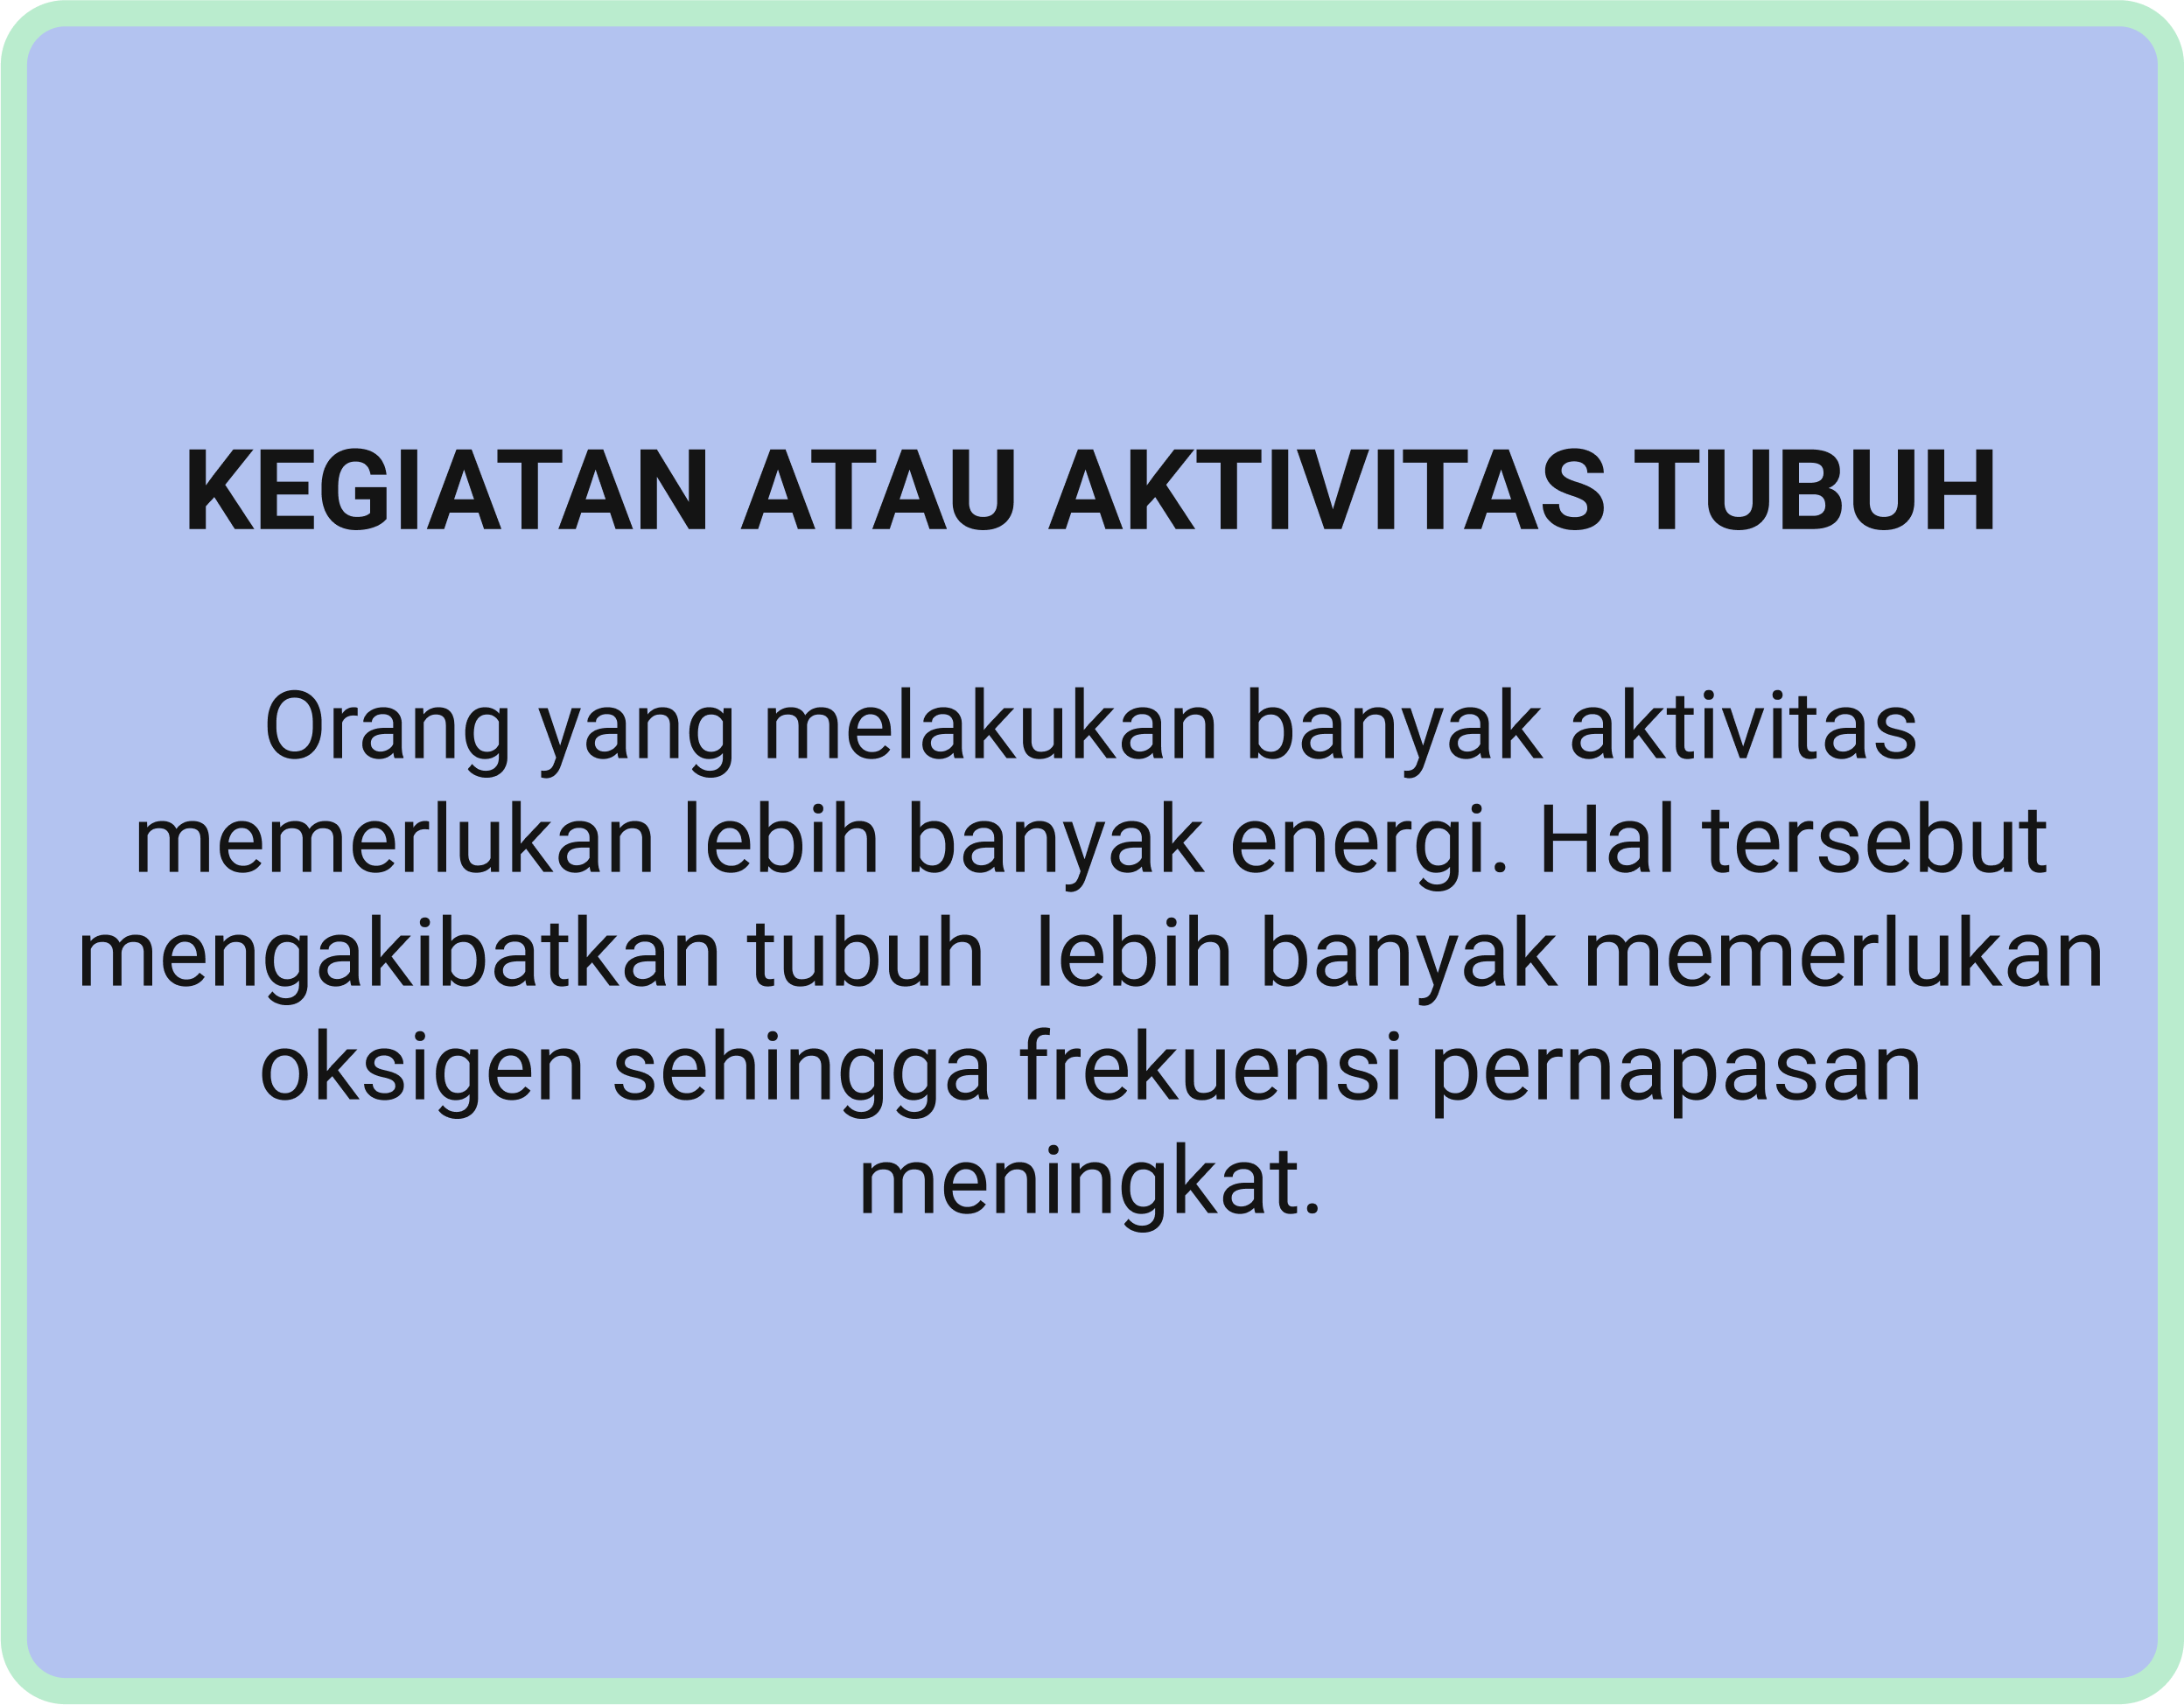 KEGIATAN ATAU AKTIVITAS TUBUH
Orang yang melakukan banyak aktivitas
memerlukan lebih banyak energi. Hal tersebut
mengakibatkan tubuh  lebih banyak memerlukan
oksigen sehingga frekuensi pernapasan
meningkat.